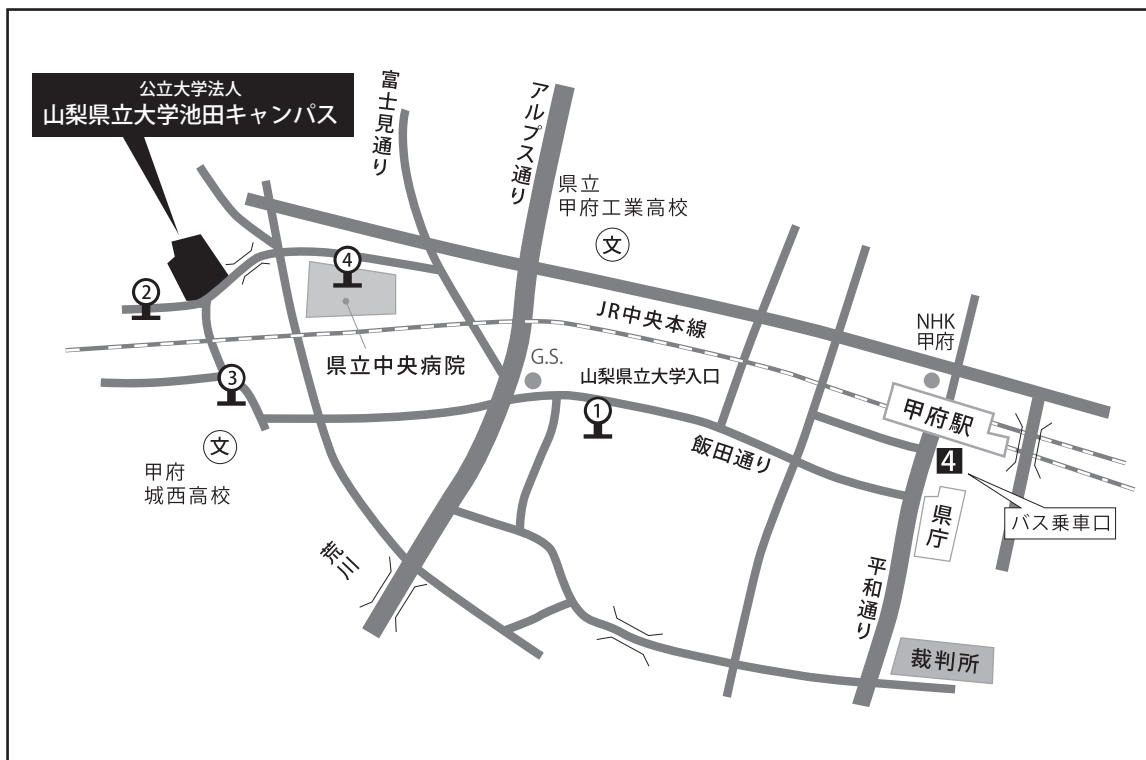 公立大学法人
山梨県立大学池田キャンパス
富士見通り
アルプス通り
県立
甲府工業高校
文
4
2
JR中央本線
NHK
甲府
県立中央病院
G.S.
山梨県立大学入口
3
1
甲府駅
飯田通り
4
文
甲府
城西高校
バス乗車口
県庁
荒川
平和通り
裁判所